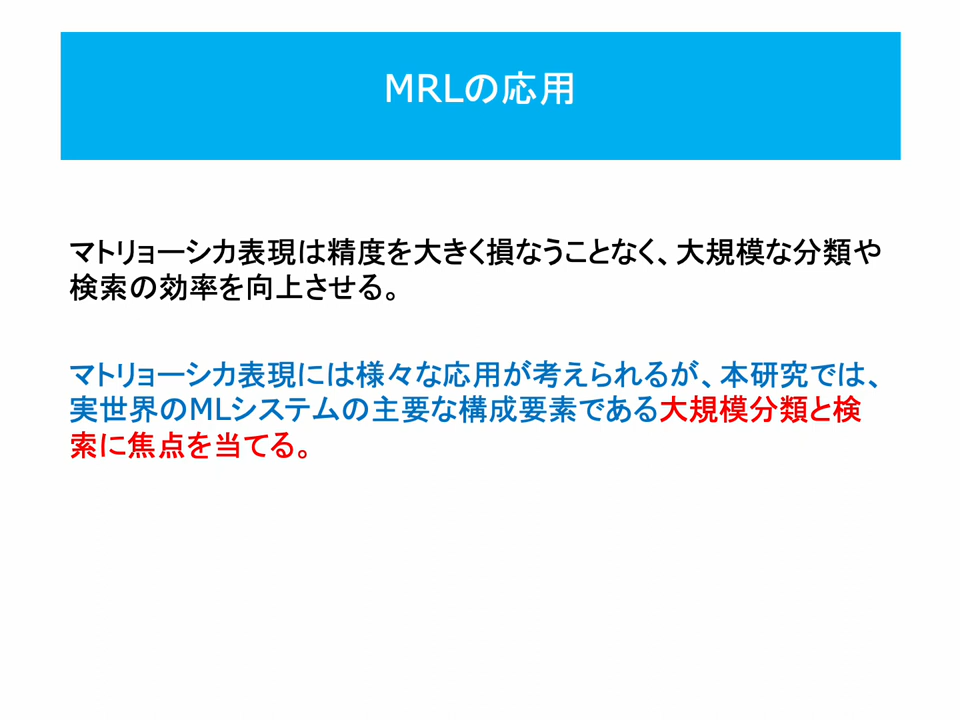 MRLの応用
マトリョーシカ表現は精度を大きく損なうことなく、大規模な分類や
検索の効率を向上させる。
マトリョーシカ表現には様々な応用が考えられるが、本研究では、
実世界のMLシステムの主要な構成要素である大規模分類と検
索に焦点を当てる。